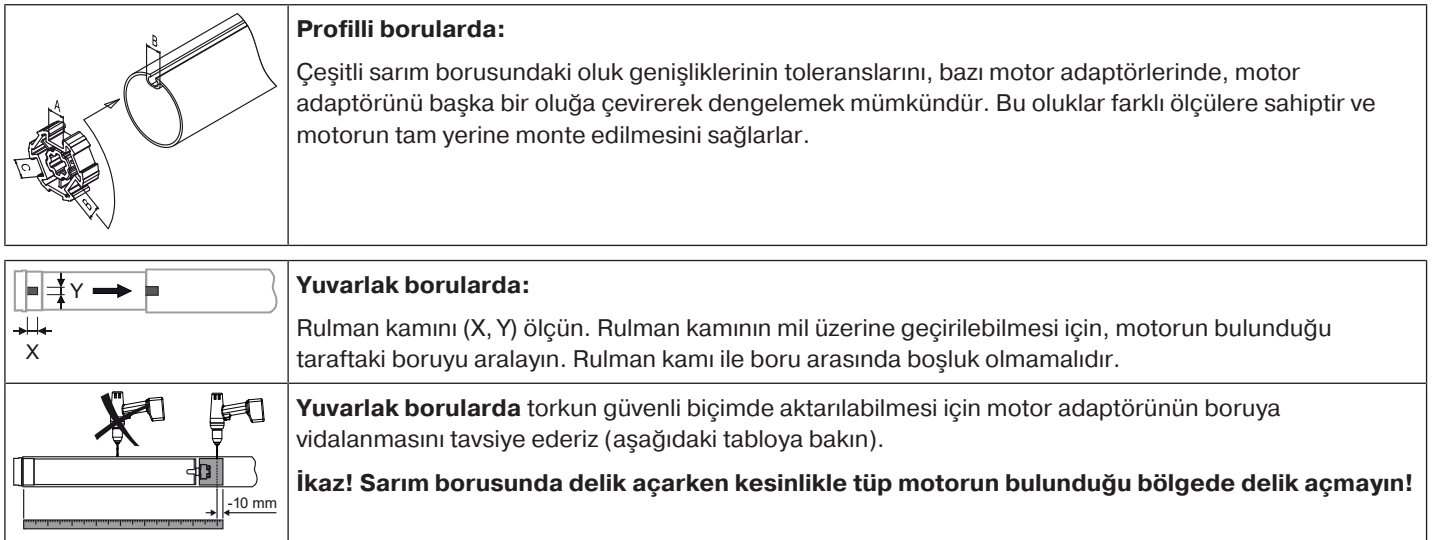 B
A
C
B
Profilli borularda:
Çeşitli sarım borusundaki oluk genişliklerinin toleranslarını, bazı motor adaptörlerinde, motor
adaptörünü başka bir oluğa çevirerek dengelemek mümkündür. Bu oluklar farklı ölçülere sahiptir ve
motorun tam yerine monte edilmesini sağlarlar.
Y
X
Yuvarlak borularda:
Rulman kamını (X, Y) ölçün. Rulman kamının mil üzerine geçirilebilmesi için, motorun bulunduğu
taraftaki boruyu aralayın. Rulman kamı ile boru arasında boşluk olmamalıdır.
-10 mm
Yuvarlak borularda torkun güvenli biçimde aktarılabilmesi için motor adaptörünün boruya
vidalanmasını tavsiye ederiz (aşağıdaki tabloya bakın).
İkaz! Sarım borusunda delik açarken kesinlikle tüp motorun bulunduğu bölgede delik açmayın!